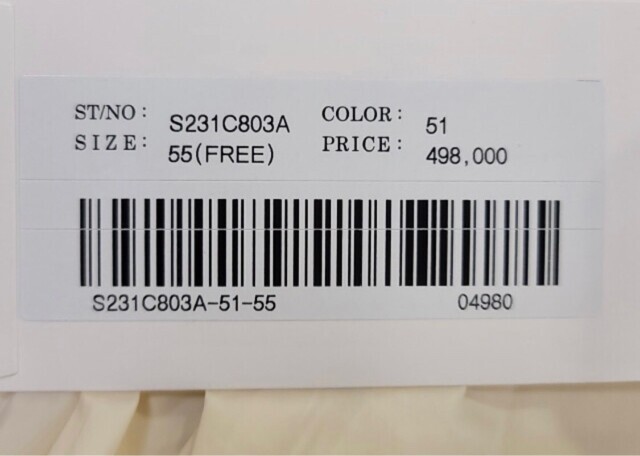 ST/NO: S231C803A COLOR: 51
SIZE: 55(FREE) PRICE: 498,000
S231C803A-51-55 04980